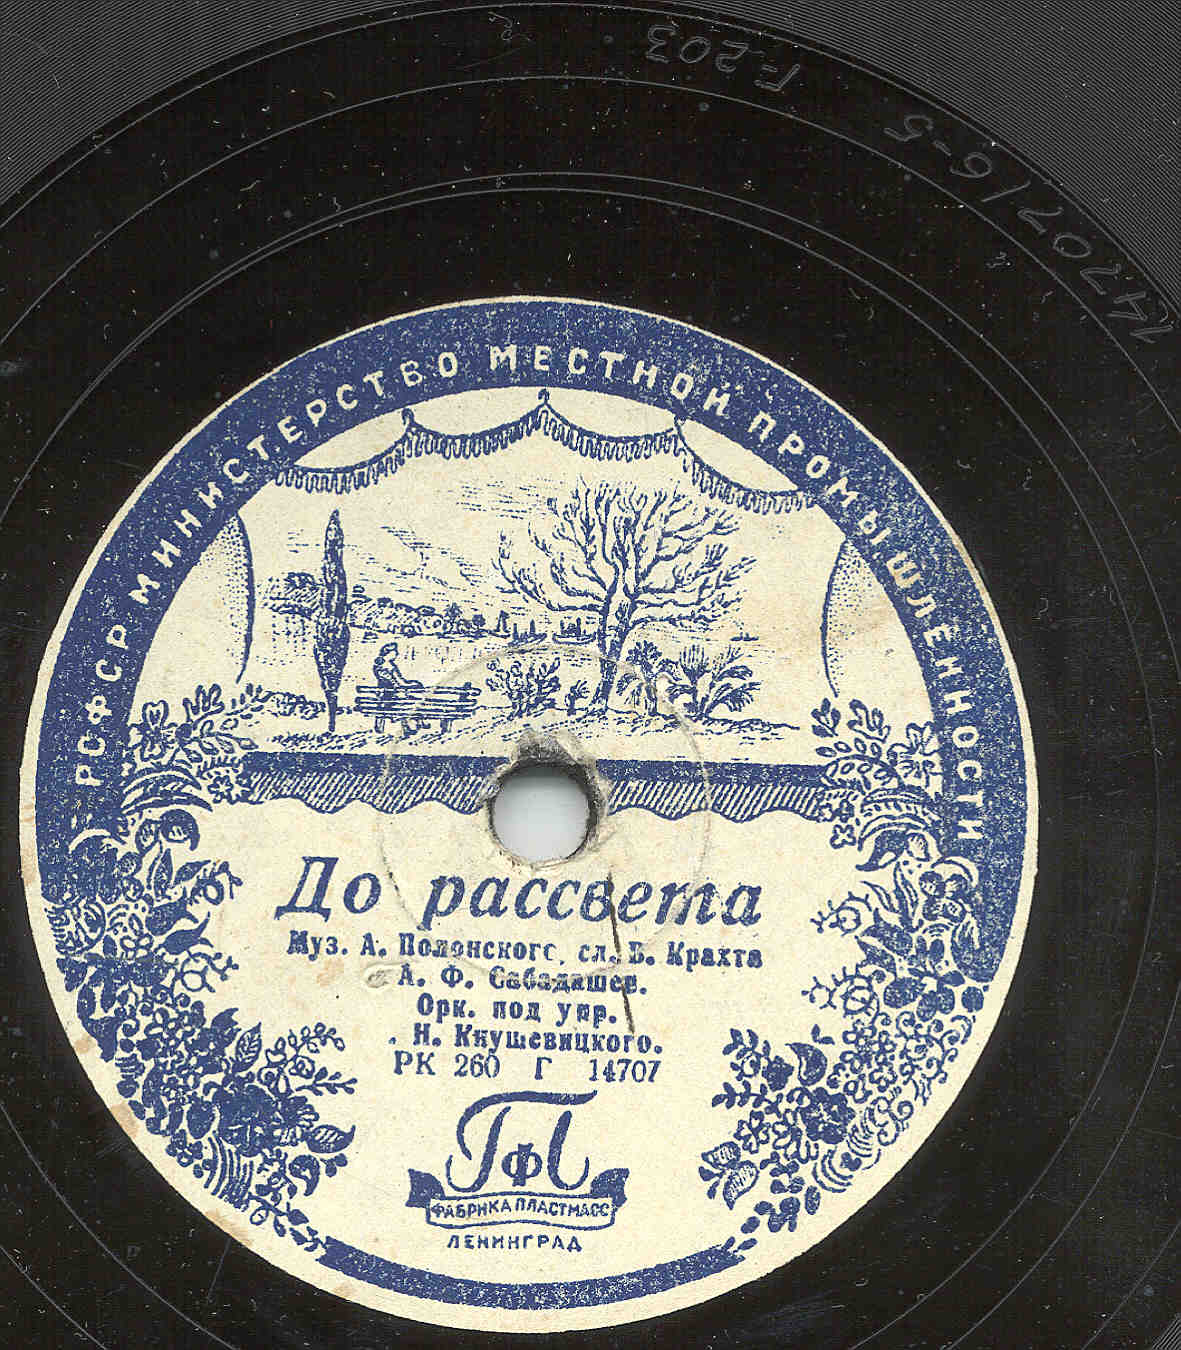 Г-203
14707/6-5
РСФСР МИНИСТЕРСТВО МЕСТНОЙ ПРОМЫШЛЕННОСТИ
До рассвета
Муз. А. Полонского, сл. В. Крахта
А. Ф. Сабадашев.
Орк. под упр.
Н. Кнушевицкого.
РК 260 Г 14707
ФАБРИКА ПЛАСТМАСС
ЛЕНИНГРАД